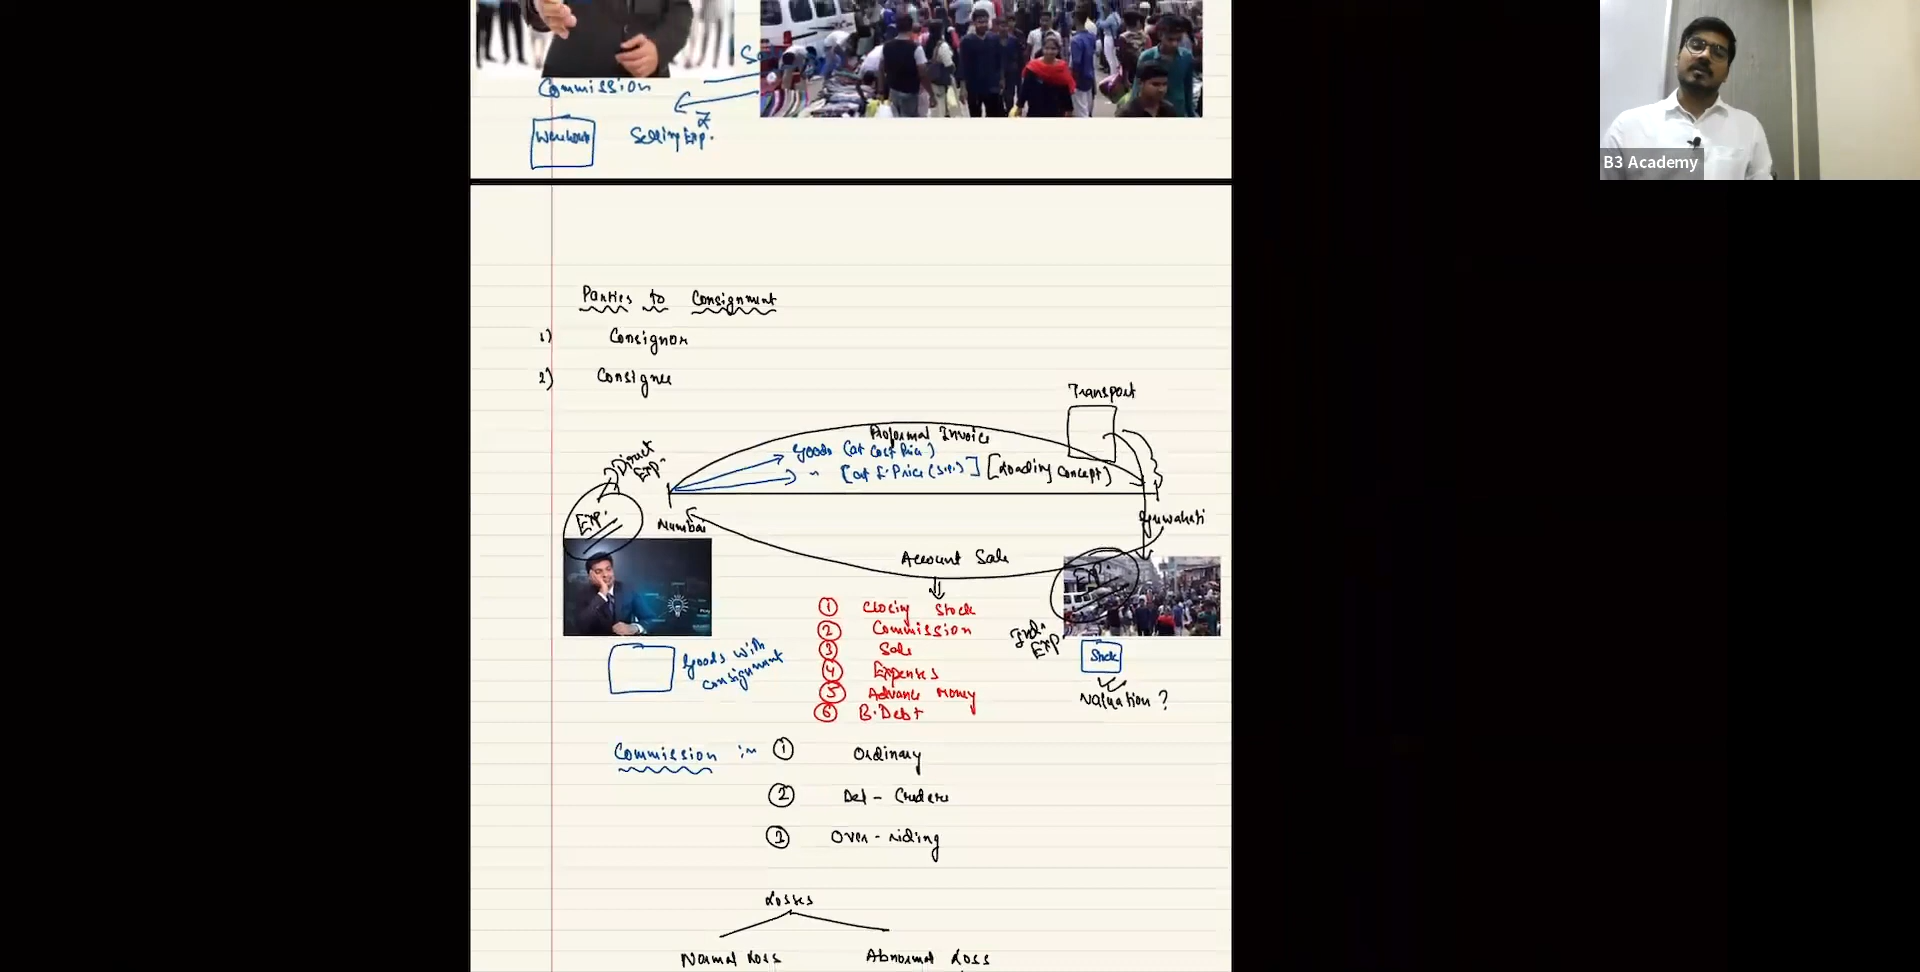 Commission
Selling Exp.
B3 Academy
Parties to Consignment
1) Consignor
2) Consignee
Transport
Proformal Invoice
Goods (at Cost Price)
" [at I. Price (S.P.)] [Loading Concept]
Direct Exp.
Exp.
Mumbai
Guwahati
Account Sale
Exp.
Ind. Exp.
① Closing Stock
② Commission
③ Sale
④ Expenses
⑤ Advance Money
⑥ B. Debt
Goods with consignment
Stock
Valuation ?
Commission :~ ① Ordinary
② Del - Credere
③ Over - riding
Losses
Normal Loss Abnormal Loss